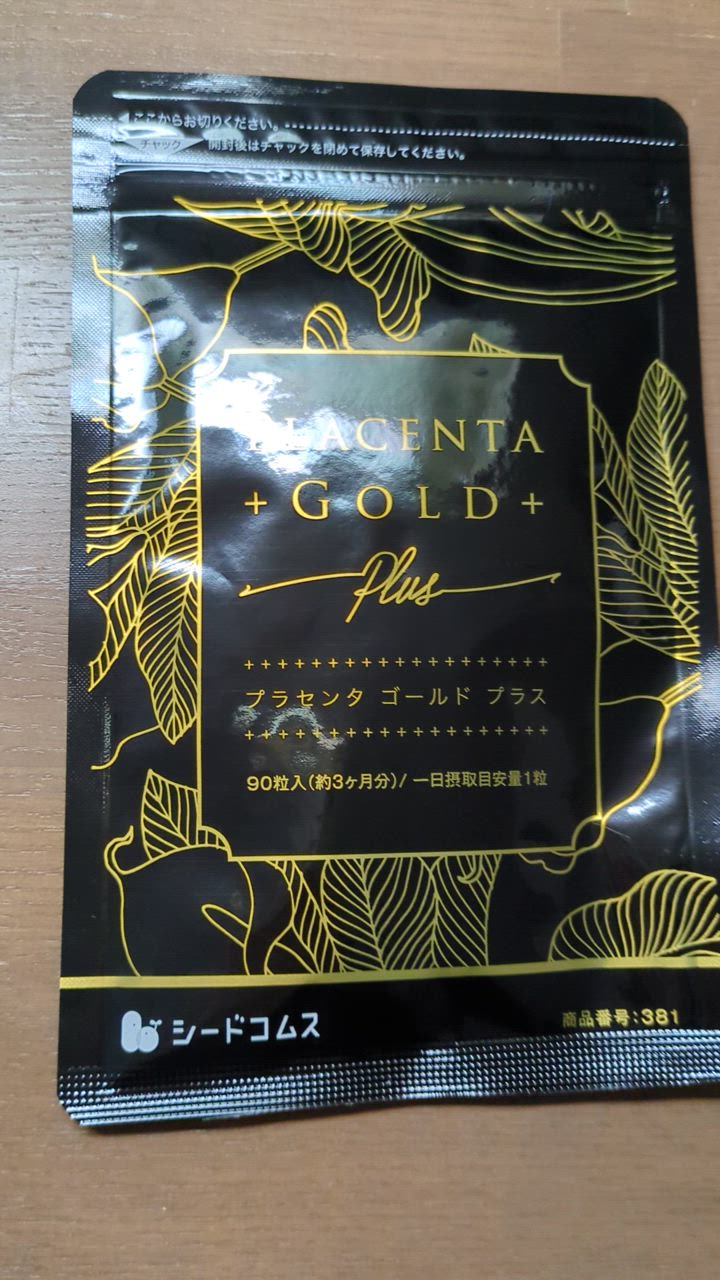 ここからお切りください。
チャック 開封後はチャックを閉めて保存してください。
PLACENTA
+GOLD+
Plus
プラセンタ ゴールド プラス
90粒入(約3ヶ月分)/ 一日摂取目安量1粒
シードコムス
商品番号:381